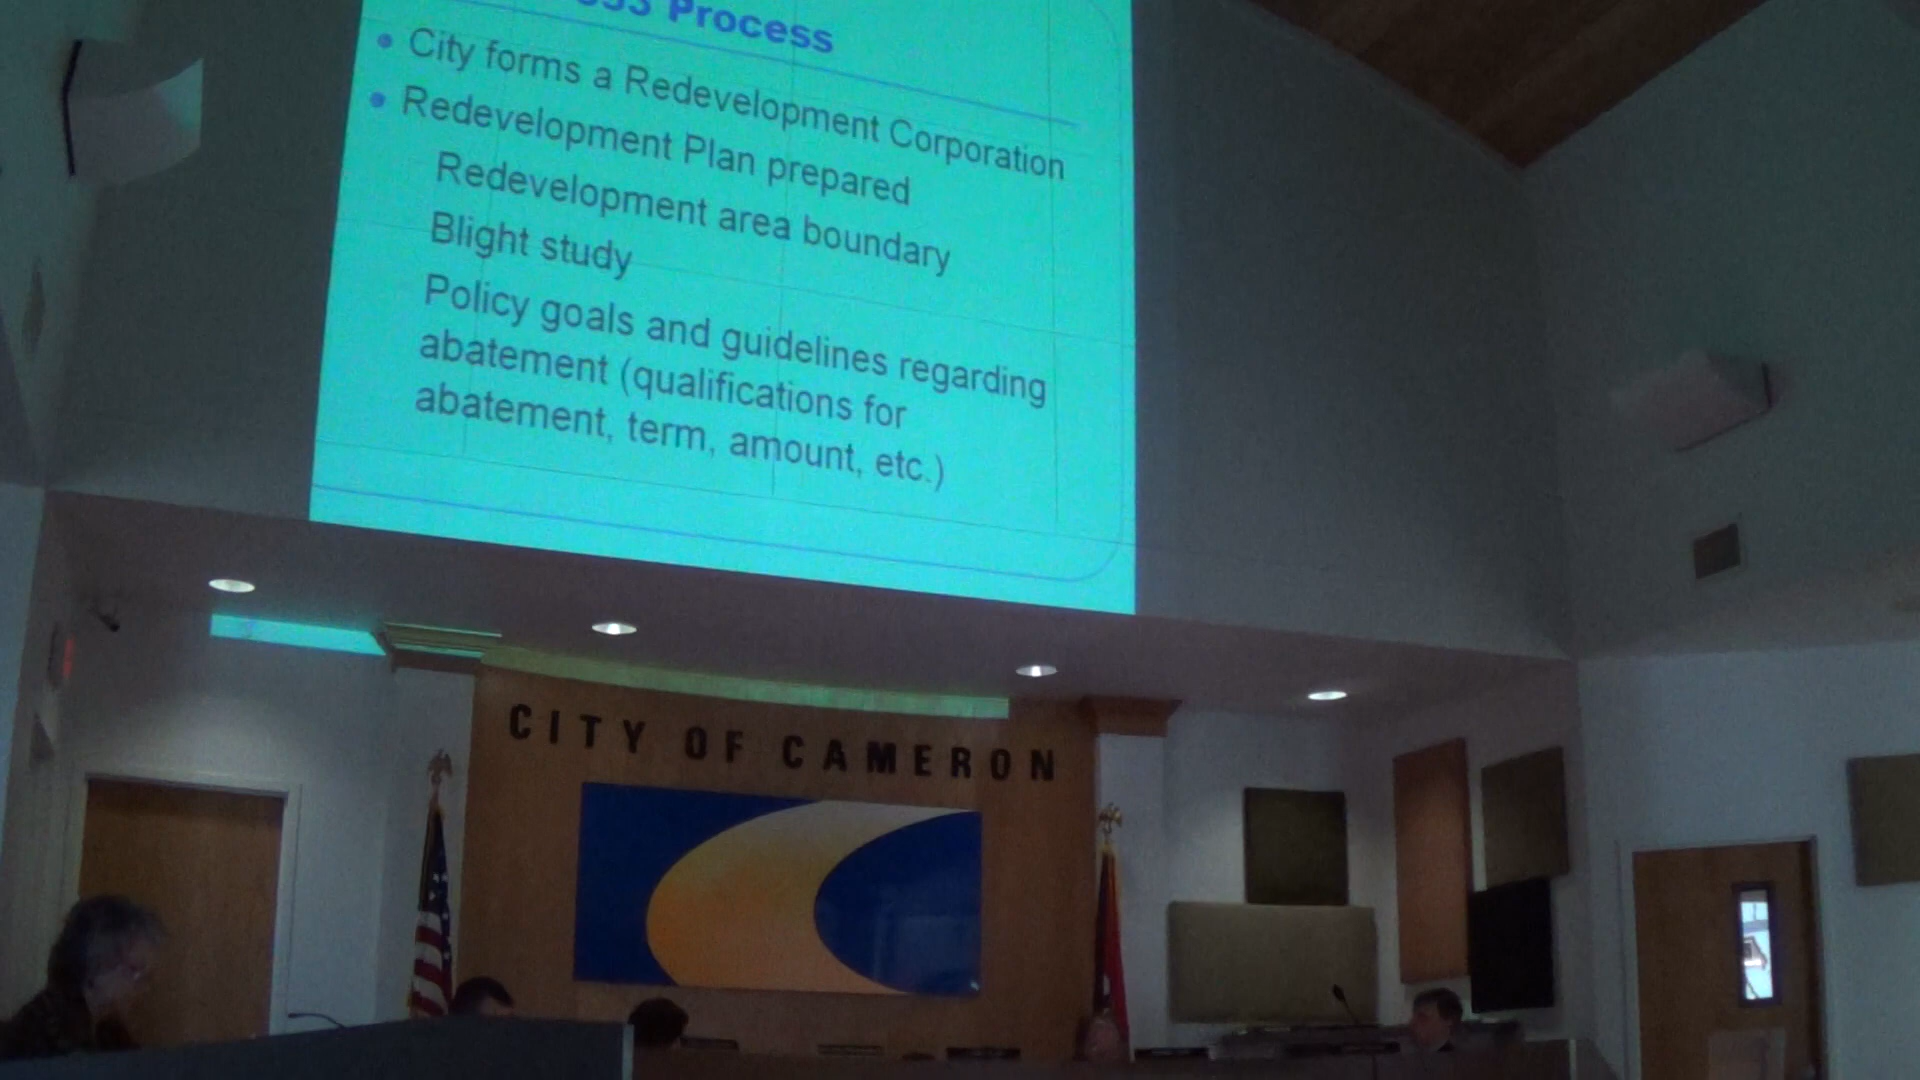 Process
• City forms a Redevelopment Corporation
• Redevelopment Plan prepared
Redevelopment area boundary
Blight study
Policy goals and guidelines regarding
abatement (qualifications for
abatement, term, amount, etc.)
CITY OF CAMERON